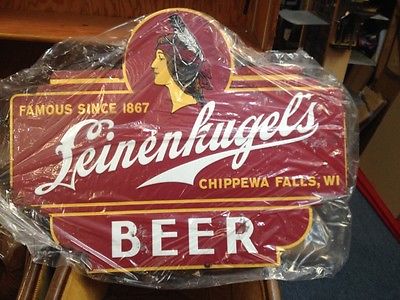 FAMOUS SINCE 1867
Leinenkugel's
CHIPPEWA FALLS, WI
BEER